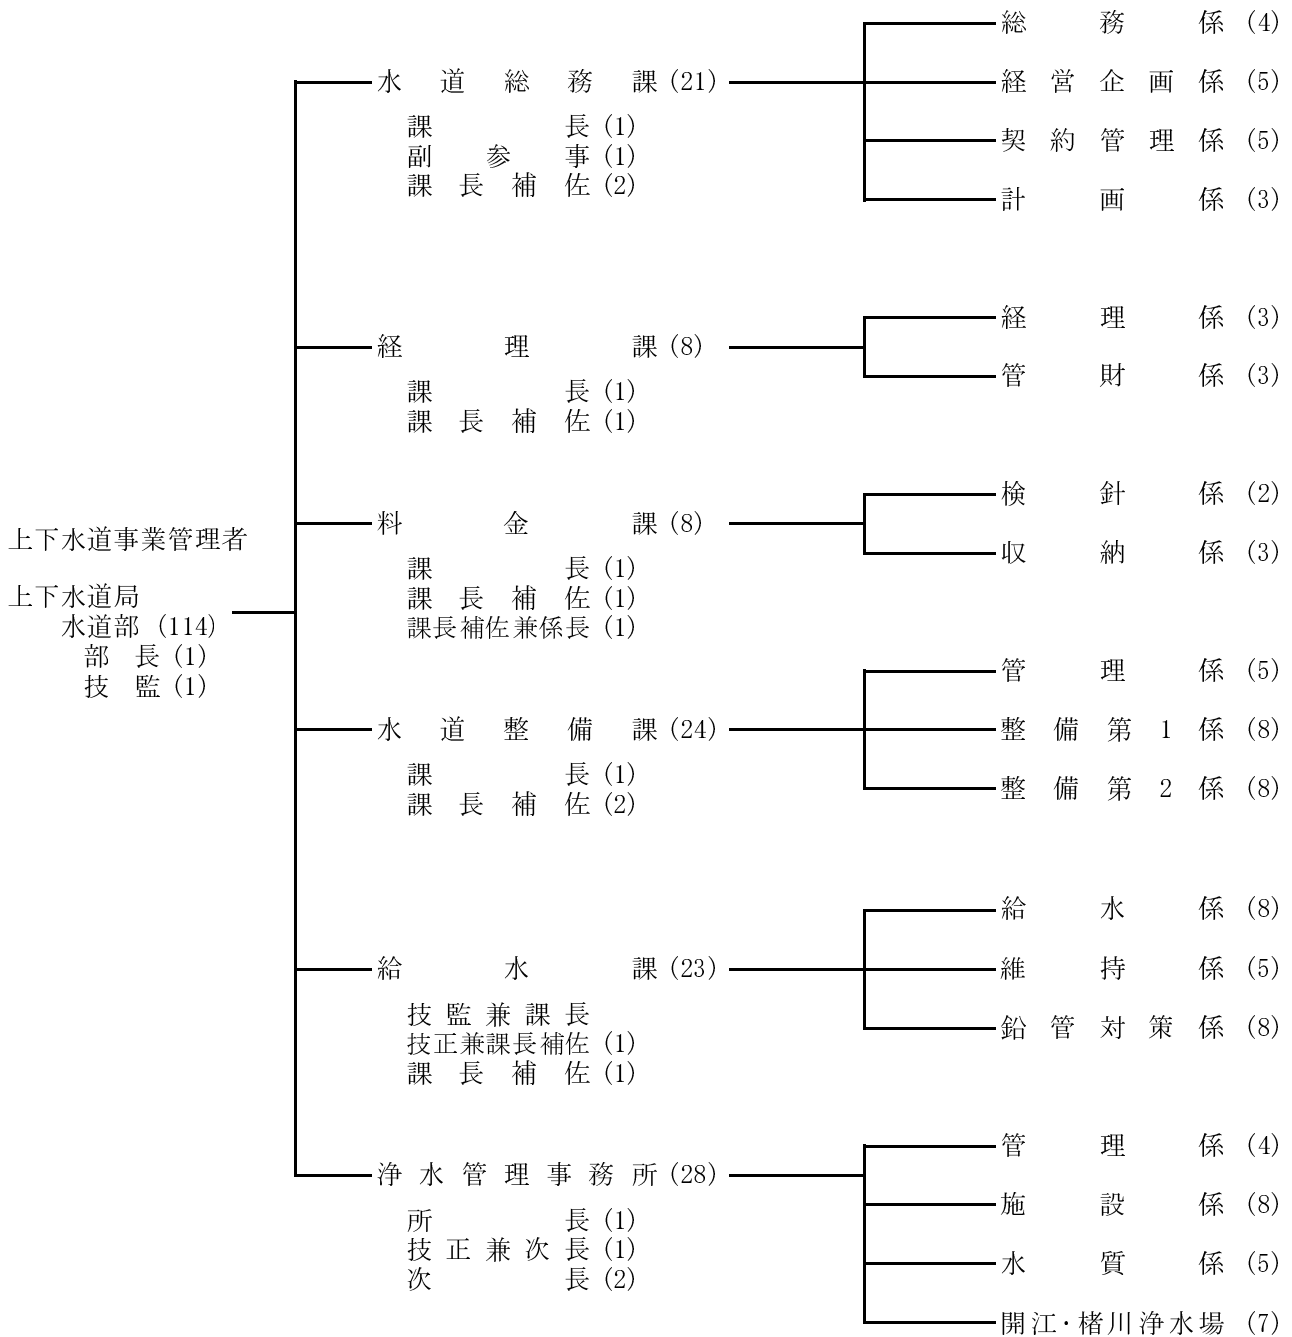 上下水道事業管理者
上下水道局
水道部 (114)
部長 (1)
技監 (1)
水道総務課 (21)
課長 (1)
副参事 (1)
課長補佐 (2)
総務係 (4)
経営企画係 (5)
契約管理係 (5)
計画係 (3)
経理課 (8)
課長 (1)
課長補佐 (1)
経理係 (3)
管財係 (3)
料金課 (8)
課長 (1)
課長補佐 (1)
課長補佐兼係長 (1)
検針係 (2)
収納係 (3)
水道整備課 (24)
課長 (1)
課長補佐 (2)
管理係 (5)
整備第1係 (8)
整備第2係 (8)
給水課 (23)
技監兼課長
技正兼課長補佐 (1)
課長補佐 (1)
給水係 (8)
維持係 (5)
鉛管対策係 (8)
浄水管理事務所 (28)
所長 (1)
技正兼次長 (1)
次長 (2)
管理係 (4)
施設係 (8)
水質係 (5)
開江・楮川浄水場 (7)